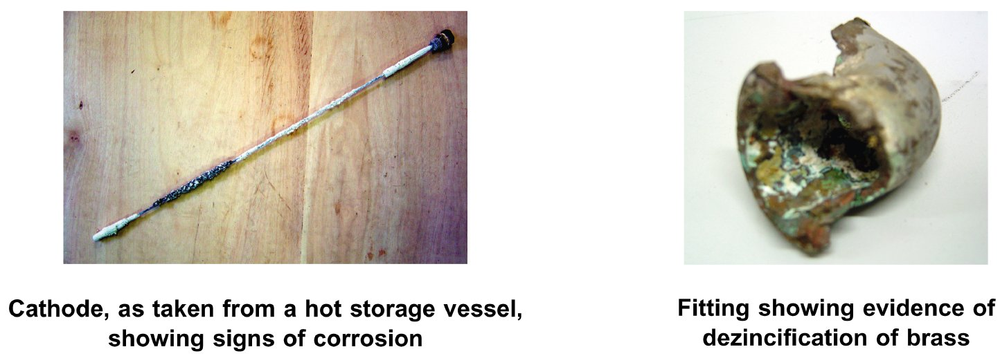 Cathode, as taken from a hot storage vessel,
showing signs of corrosion
Fitting showing evidence of
dezincification of brass